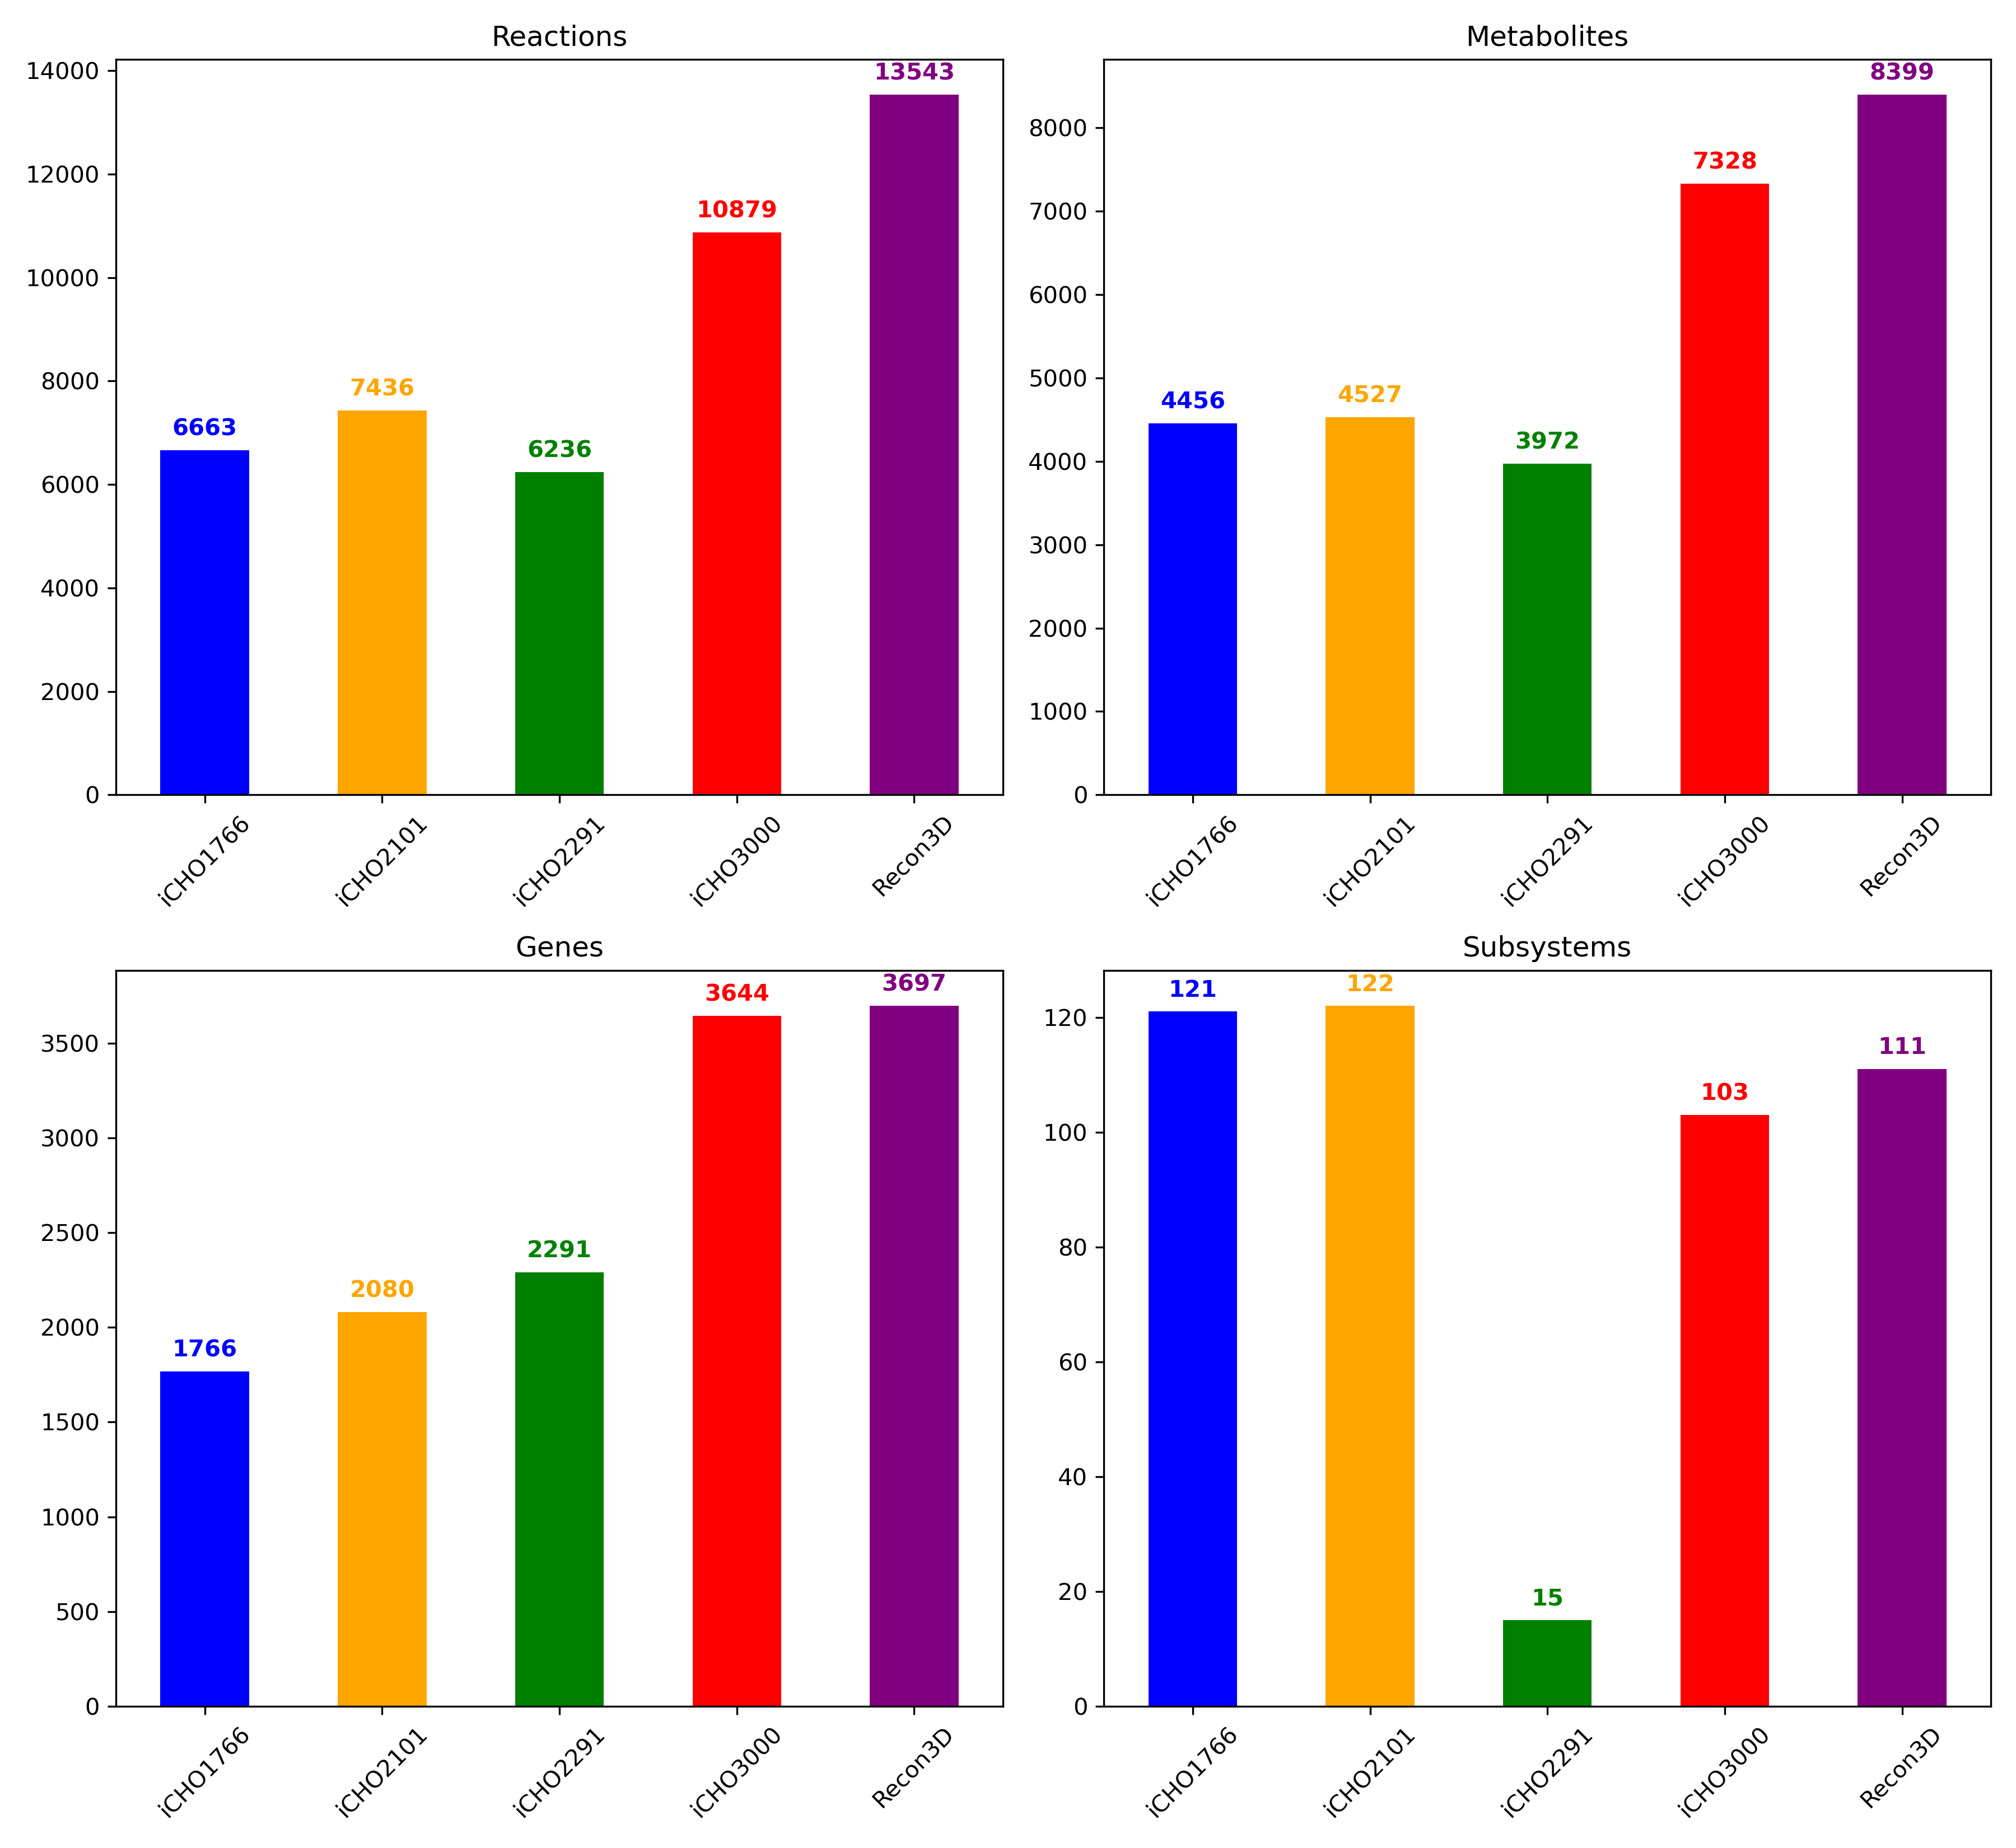 Reactions
14000
12000
10000
8000
6000
4000
2000
0
6663
7436
6236
10879
13543
iCHO1766
iCHO2101
iCHO2291
iCHO3000
Recon3D
Metabolites
8000
7000
6000
5000
4000
3000
2000
1000
0
4456
4527
3972
7328
8399
iCHO1766
iCHO2101
iCHO2291
iCHO3000
Recon3D
Genes
3500
3000
2500
2000
1500
1000
500
0
1766
2080
2291
3644
3697
iCHO1766
iCHO2101
iCHO2291
iCHO3000
Recon3D
Subsystems
120
100
80
60
40
20
0
121
122
15
103
111
iCHO1766
iCHO2101
iCHO2291
iCHO3000
Recon3D